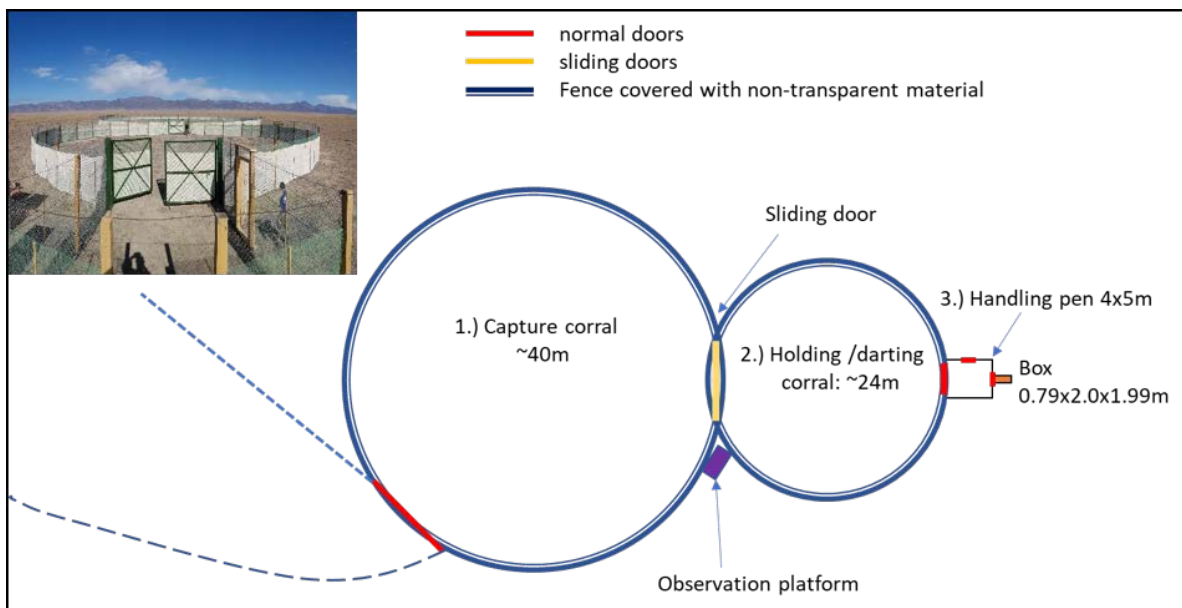 normal doors
sliding doors
Fence covered with non-transparent material
Sliding door
1.) Capture corral
~40m
2.) Holding /darting
corral: ~24m
3.) Handling pen 4x5m
Box
0.79x2.0x1.99m
Observation platform